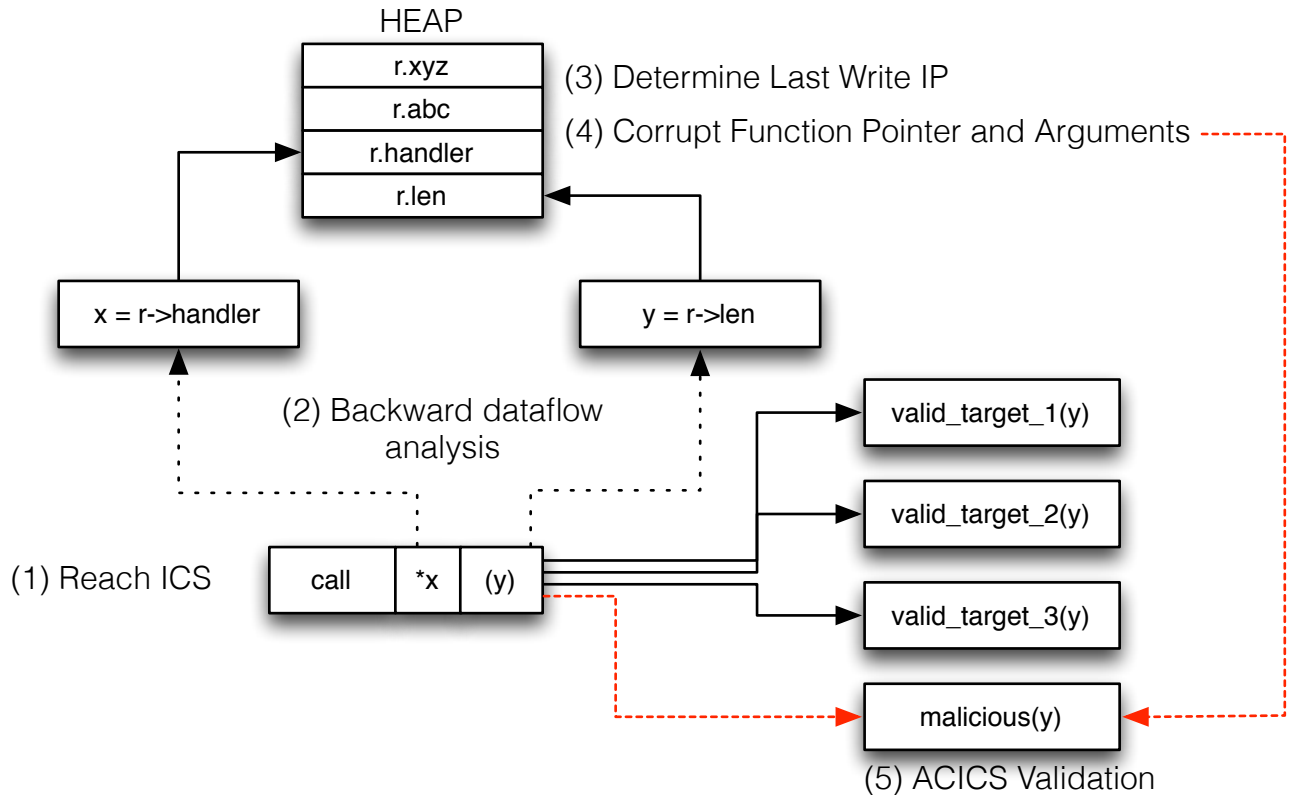 HEAP
r.xyz
r.abc
r.handler
r.len
(3) Determine Last Write IP
(4) Corrupt Function Pointer and Arguments
x = r->handler
y = r->len
(2) Backward dataflow
analysis
valid_target_1(y)
valid_target_2(y)
(1) Reach ICS
call
*x
(y)
valid_target_3(y)
malicious(y)
(5) ACICS Validation